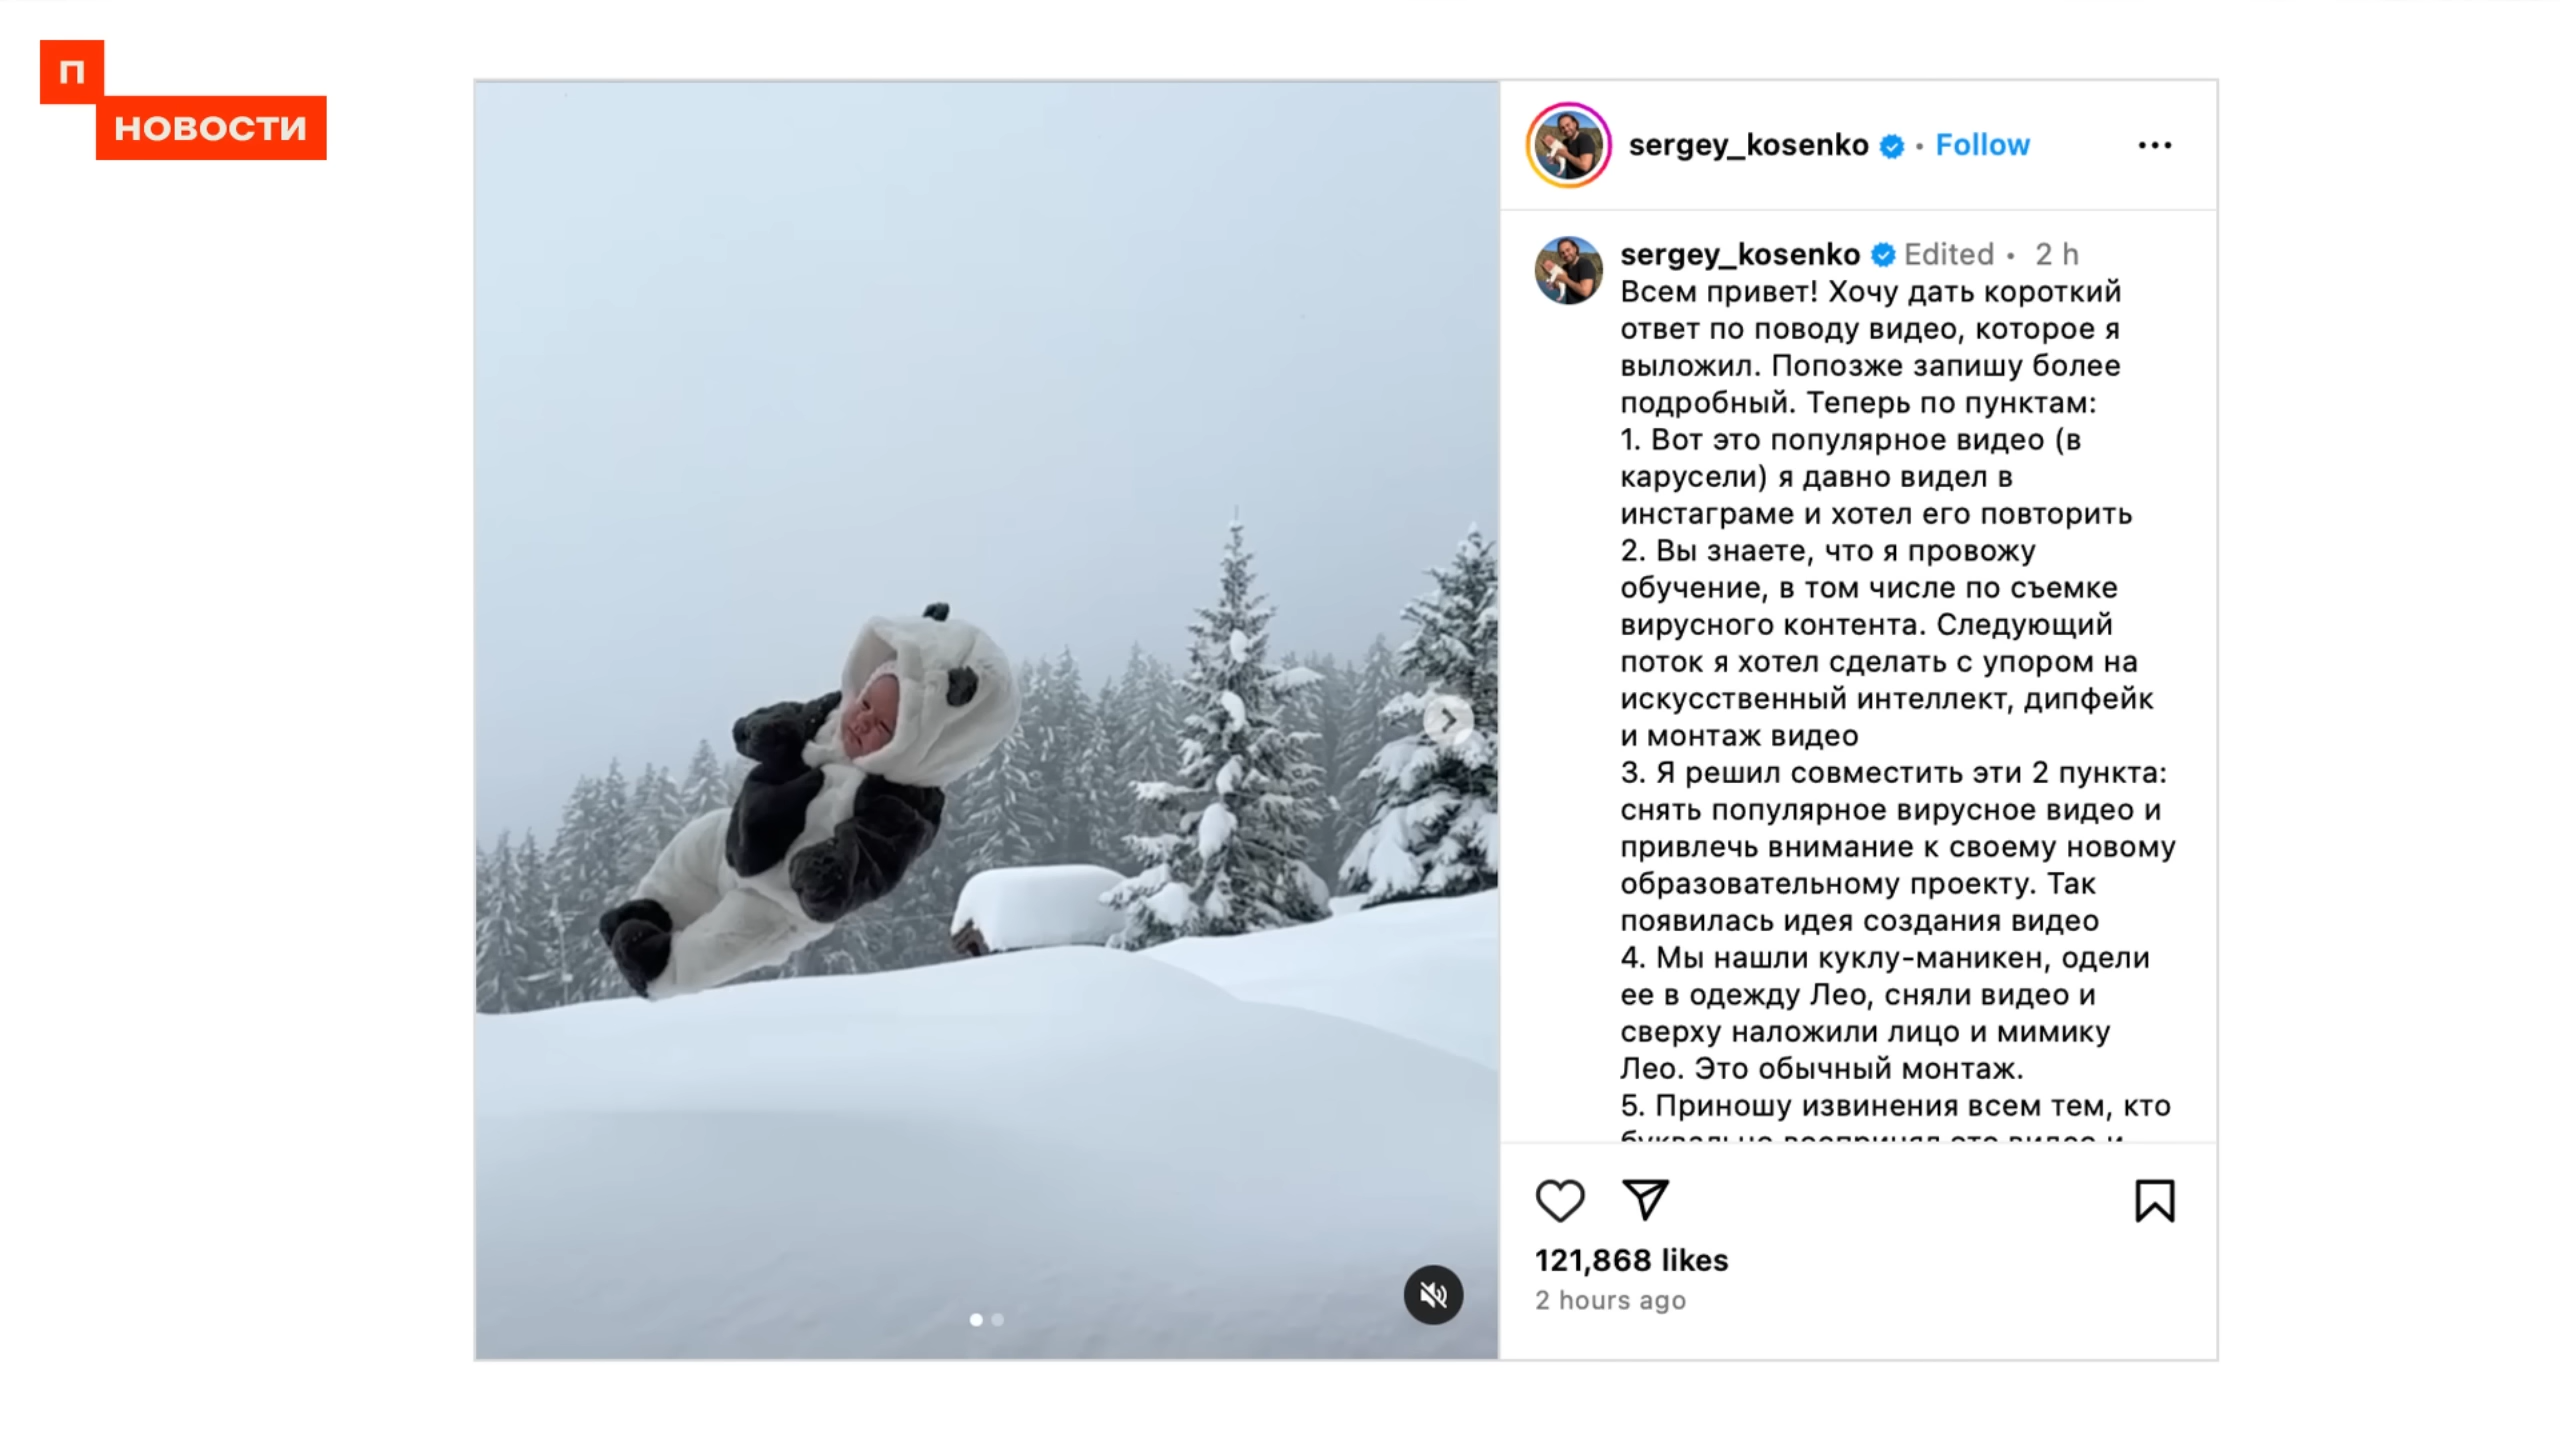 П
НОВОСТИ
sergey_kosenko • Follow
sergey_kosenko Edited • 2 h
Всем привет! Хочу дать короткий
ответ по поводу видео, которое я
выложил. Попозже запишу более
подробный. Теперь по пунктам:
1. Вот это популярное видео (в
карусели) я давно видел в
инстаграме и хотел его повторить
2. Вы знаете, что я провожу
обучение, в том числе по съемке
вирусного контента. Следующий
поток я хотел сделать с упором на
искусственный интеллект, дипфейк
и монтаж видео
3. Я решил совместить эти 2 пункта:
снять популярное вирусное видео и
привлечь внимание к своему новому
образовательному проекту. Так
появилась идея создания видео
4. Мы нашли куклу-маникен, одели
ее в одежду Лео, сняли видео и
сверху наложили лицо и мимику
Лео. Это обычный монтаж.
5. Приношу извинения всем тем, кто
121,868 likes
2 hours ago